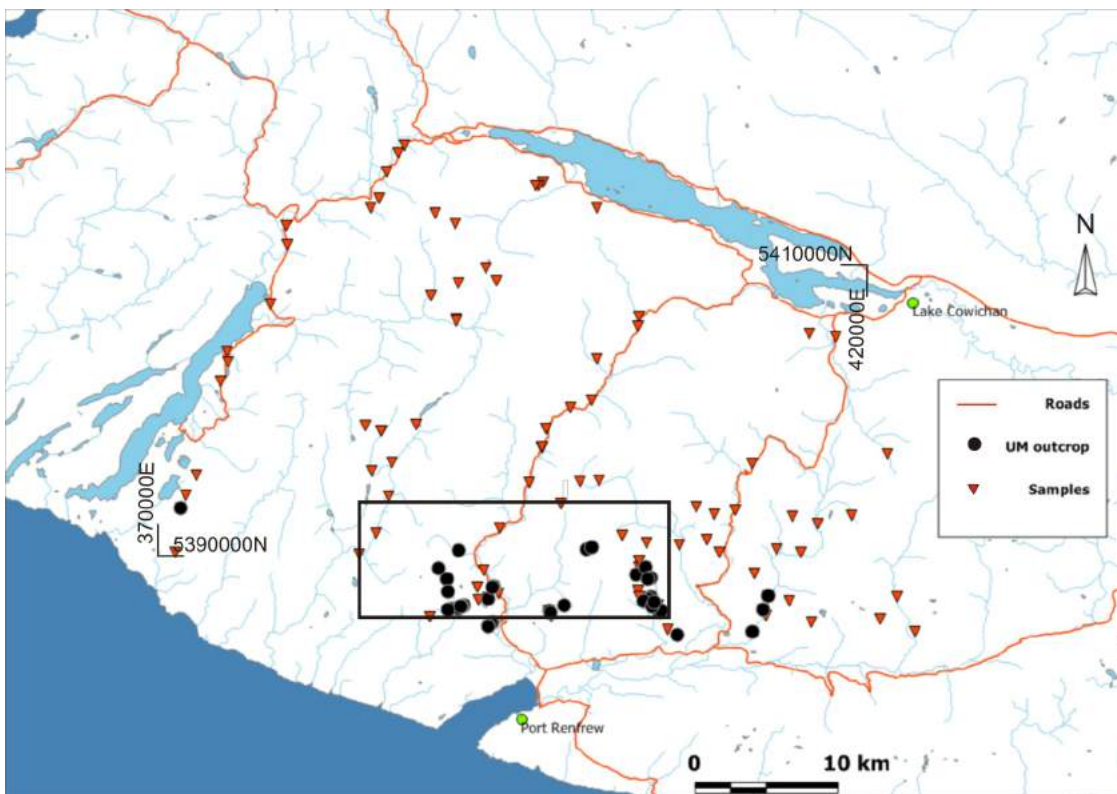 N
5410000N
420000E
Lake Cowichan
Roads
UM outcrop
Samples
370000E
5390000N
Port Renfrew
0 10 km